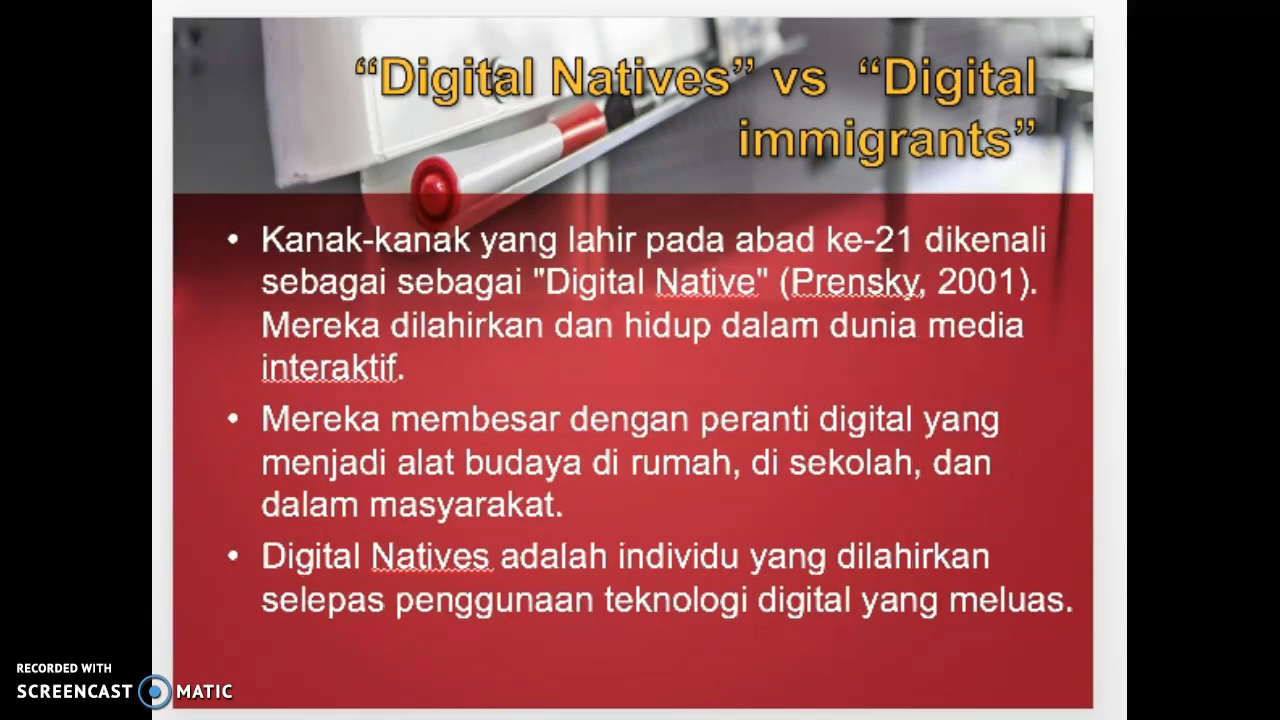 “Digital Natives” vs “Digital
immigrants”
• Kanak-kanak yang lahir pada abad ke-21 dikenali
sebagai sebagai "Digital Native" (Prensky, 2001).
Mereka dilahirkan dan hidup dalam dunia media
interaktif.
• Mereka membesar dengan peranti digital yang
menjadi alat budaya di rumah, di sekolah, dan
dalam masyarakat.
• Digital Natives adalah individu yang dilahirkan
selepas penggunaan teknologi digital yang meluas.
RECORDED WITH
SCREENCAST MATIC